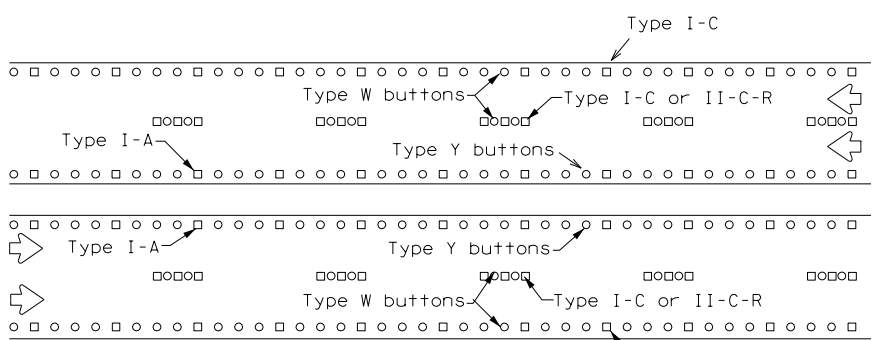 Type I-C
Type W buttons
Type I-C or II-C-R
Type I-A
Type Y buttons
Type I-A
Type Y buttons
Type W buttons
Type I-C or II-C-R